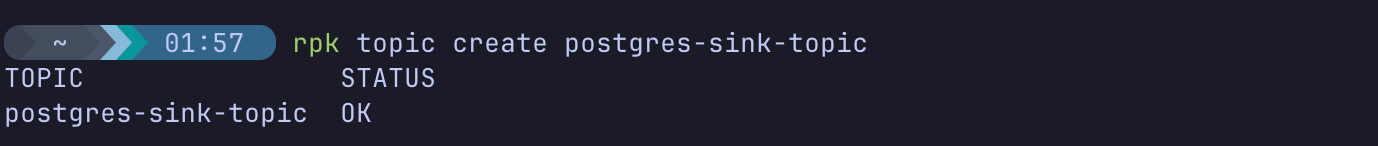 ~ 01:57 rpk topic create postgres-sink-topic
TOPIC STATUS
postgres-sink-topic OK